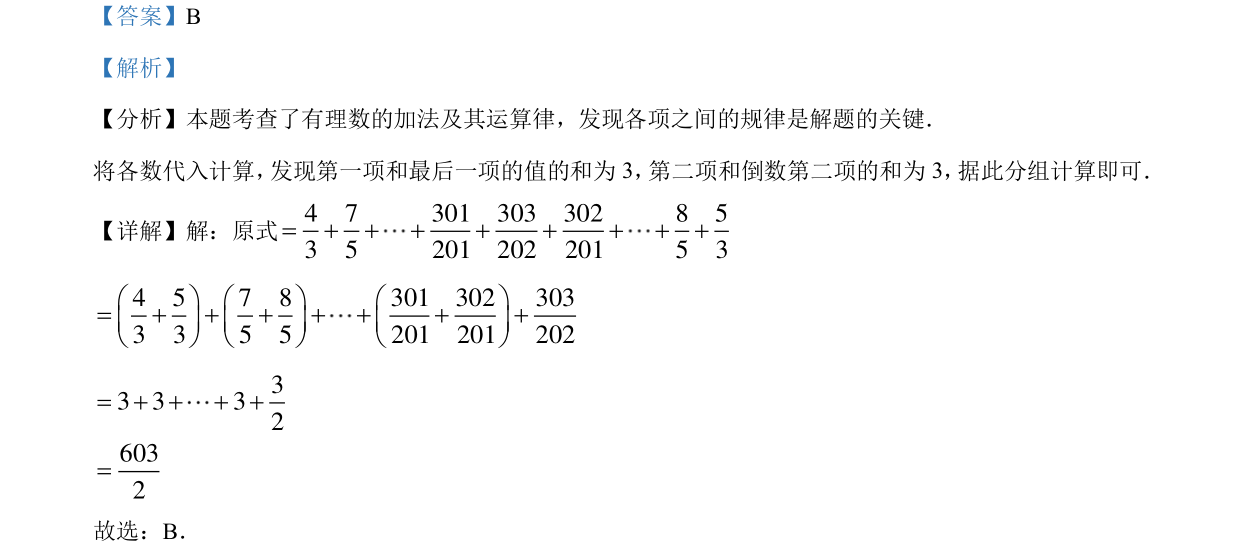 【答案】B
【解析】
【分析】本题考查了有理数的加法及其运算律，发现各项之间的规律是解题的关键．
将各数代入计算，发现第一项和最后一项的值的和为 3，第二项和倒数第二项的和为 3，据此分组计算即可．
【详解】解：原式=4/3+7/5+⋯+301/201+303/202+302/201+⋯+8/5+5/3
=(4/3+5/3)+(7/5+8/5)+⋯+(301/201+302/201)+303/202
=3+3+⋯+3+3/2
=603/2
故选：B．